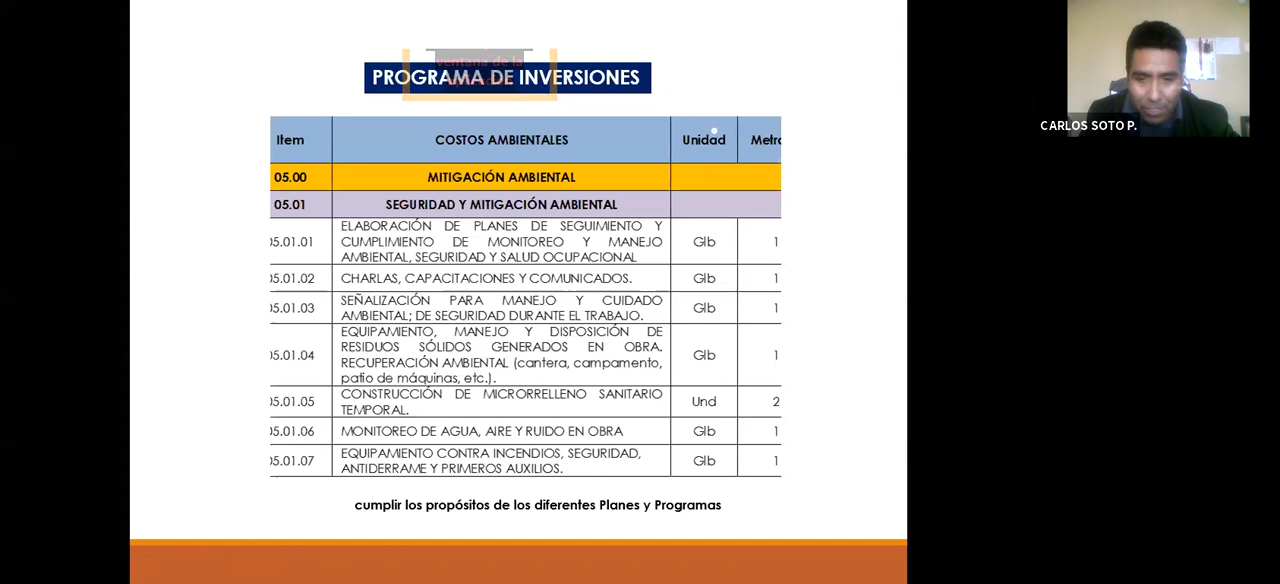 ventana de la
PROGRAMA DE INVERSIONES
Item COSTOS AMBIENTALES Unidad Metr
05.00 MITIGACIÓN AMBIENTAL
05.01 SEGURIDAD Y MITIGACIÓN AMBIENTAL
ELABORACIÓN DE PLANES DE SEGUIMIENTO Y
05.01.01 CUMPLIMIENTO DE MONITOREO Y MANEJO Glb 1
AMBIENTAL, SEGURIDAD Y SALUD OCUPACIONAL
05.01.02 CHARLAS, CAPACITACIONES Y COMUNICADOS. Glb 1
SEÑALIZACIÓN PARA MANEJO Y CUIDADO
05.01.03 Glb 1
AMBIENTAL; DE SEGURIDAD DURANTE EL TRABAJO.
EQUIPAMIENTO, MANEJO Y DISPOSICIÓN DE
RESIDUOS SÓLIDOS GENERADOS EN OBRA.
05.01.04 Glb 1
RECUPERACIÓN AMBIENTAL (cantera, campamento,
patio de máquinas, etc.).
CONSTRUCCIÓN DE MICRORRELLENO SANITARIO
05.01.05 Und 2
TEMPORAL.
05.01.06 MONITOREO DE AGUA, AIRE Y RUIDO EN OBRA Glb 1
EQUIPAMIENTO CONTRA INCENDIOS, SEGURIDAD,
05.01.07 Glb 1
ANTIDERRAME Y PRIMEROS AUXILIOS.
cumplir los propósitos de los diferentes Planes y Programas
CARLOS SOTO P.